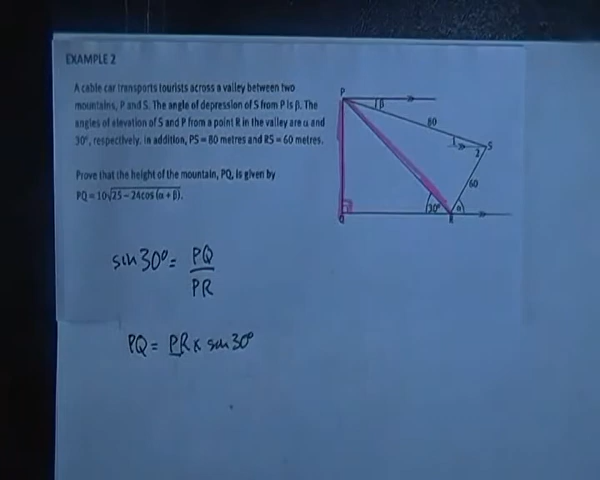 EXAMPLE 2
A cable car transports tourists across a valley between two
mountains, P and S. The angle of depression of S from P is β. The
angles of elevation of S and P from a point R in the valley are α and
30°, respectively. In addition, PS = 80 metres and RS = 60 metres.
Prove that the height of the mountain, PQ, is given by
PQ = 10√25 − 24cos(α + β).
P
β
80
1
2
S
60
30°
α
Q
R
sin 30° = PQ
PR
PQ = PR × sin 30°